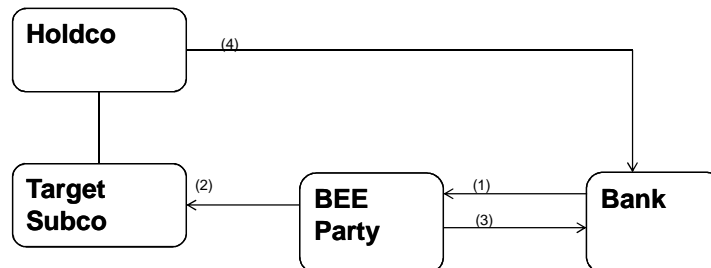 Holdco
(4)
Target
Subco
(2)
BEE
Party
(1)
(3)
Bank